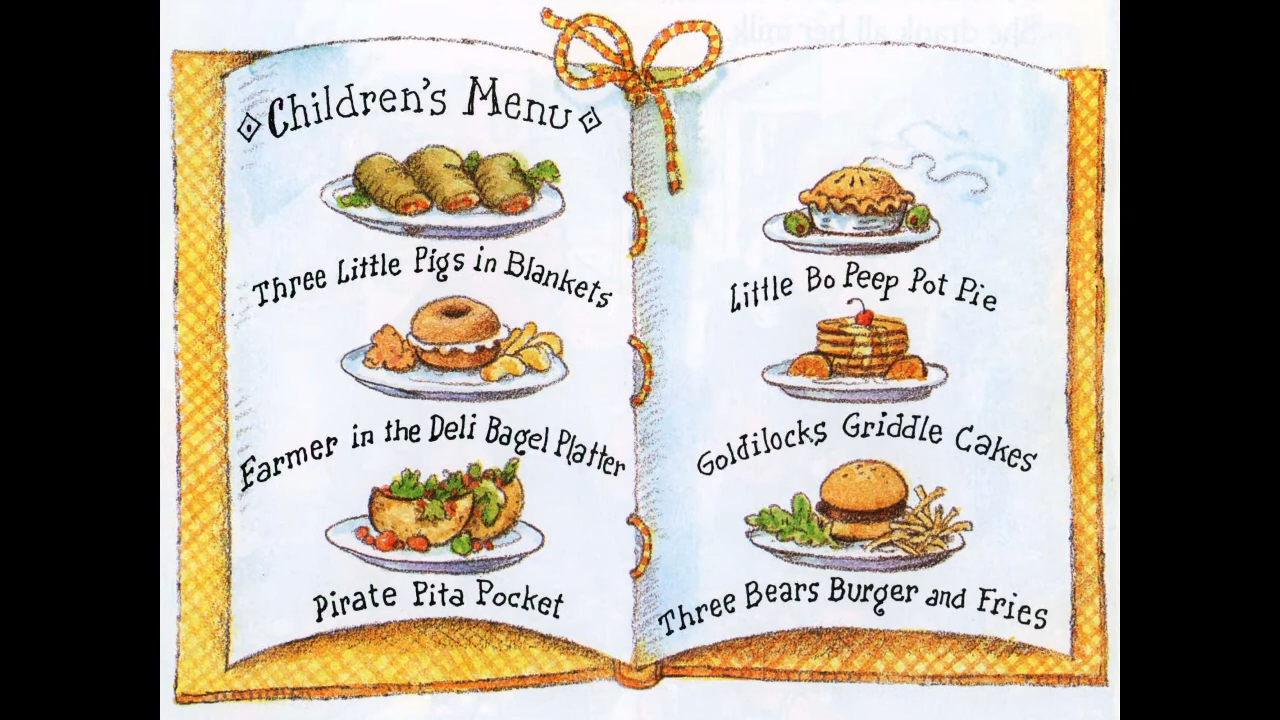 Children's Menu
Three Little Pigs in Blankets
Farmer in the Deli Bagel Platter
Pirate Pita Pocket
Little Bo Peep Pot Pie
Goldilocks Griddle Cakes
Three Bears Burger and Fries